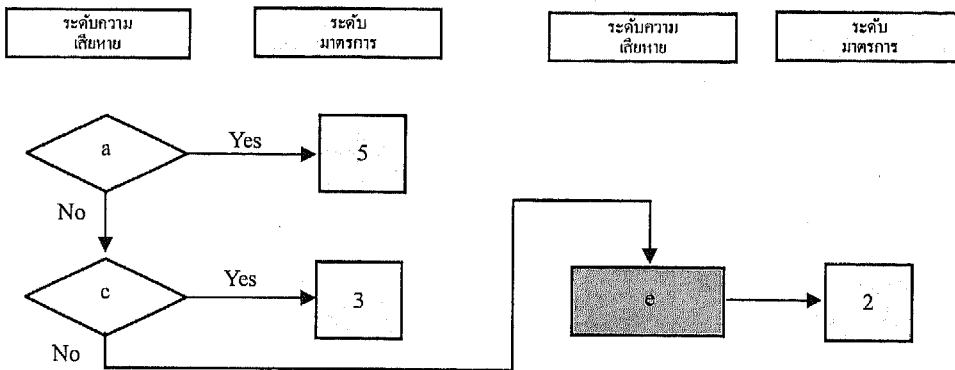 ระดับความ
เสียหาย
ระดับ
มาตรการ
ระดับความ
เสียหาย
ระดับ
มาตรการ
a
Yes
5
No
c
Yes
3
e
2
No